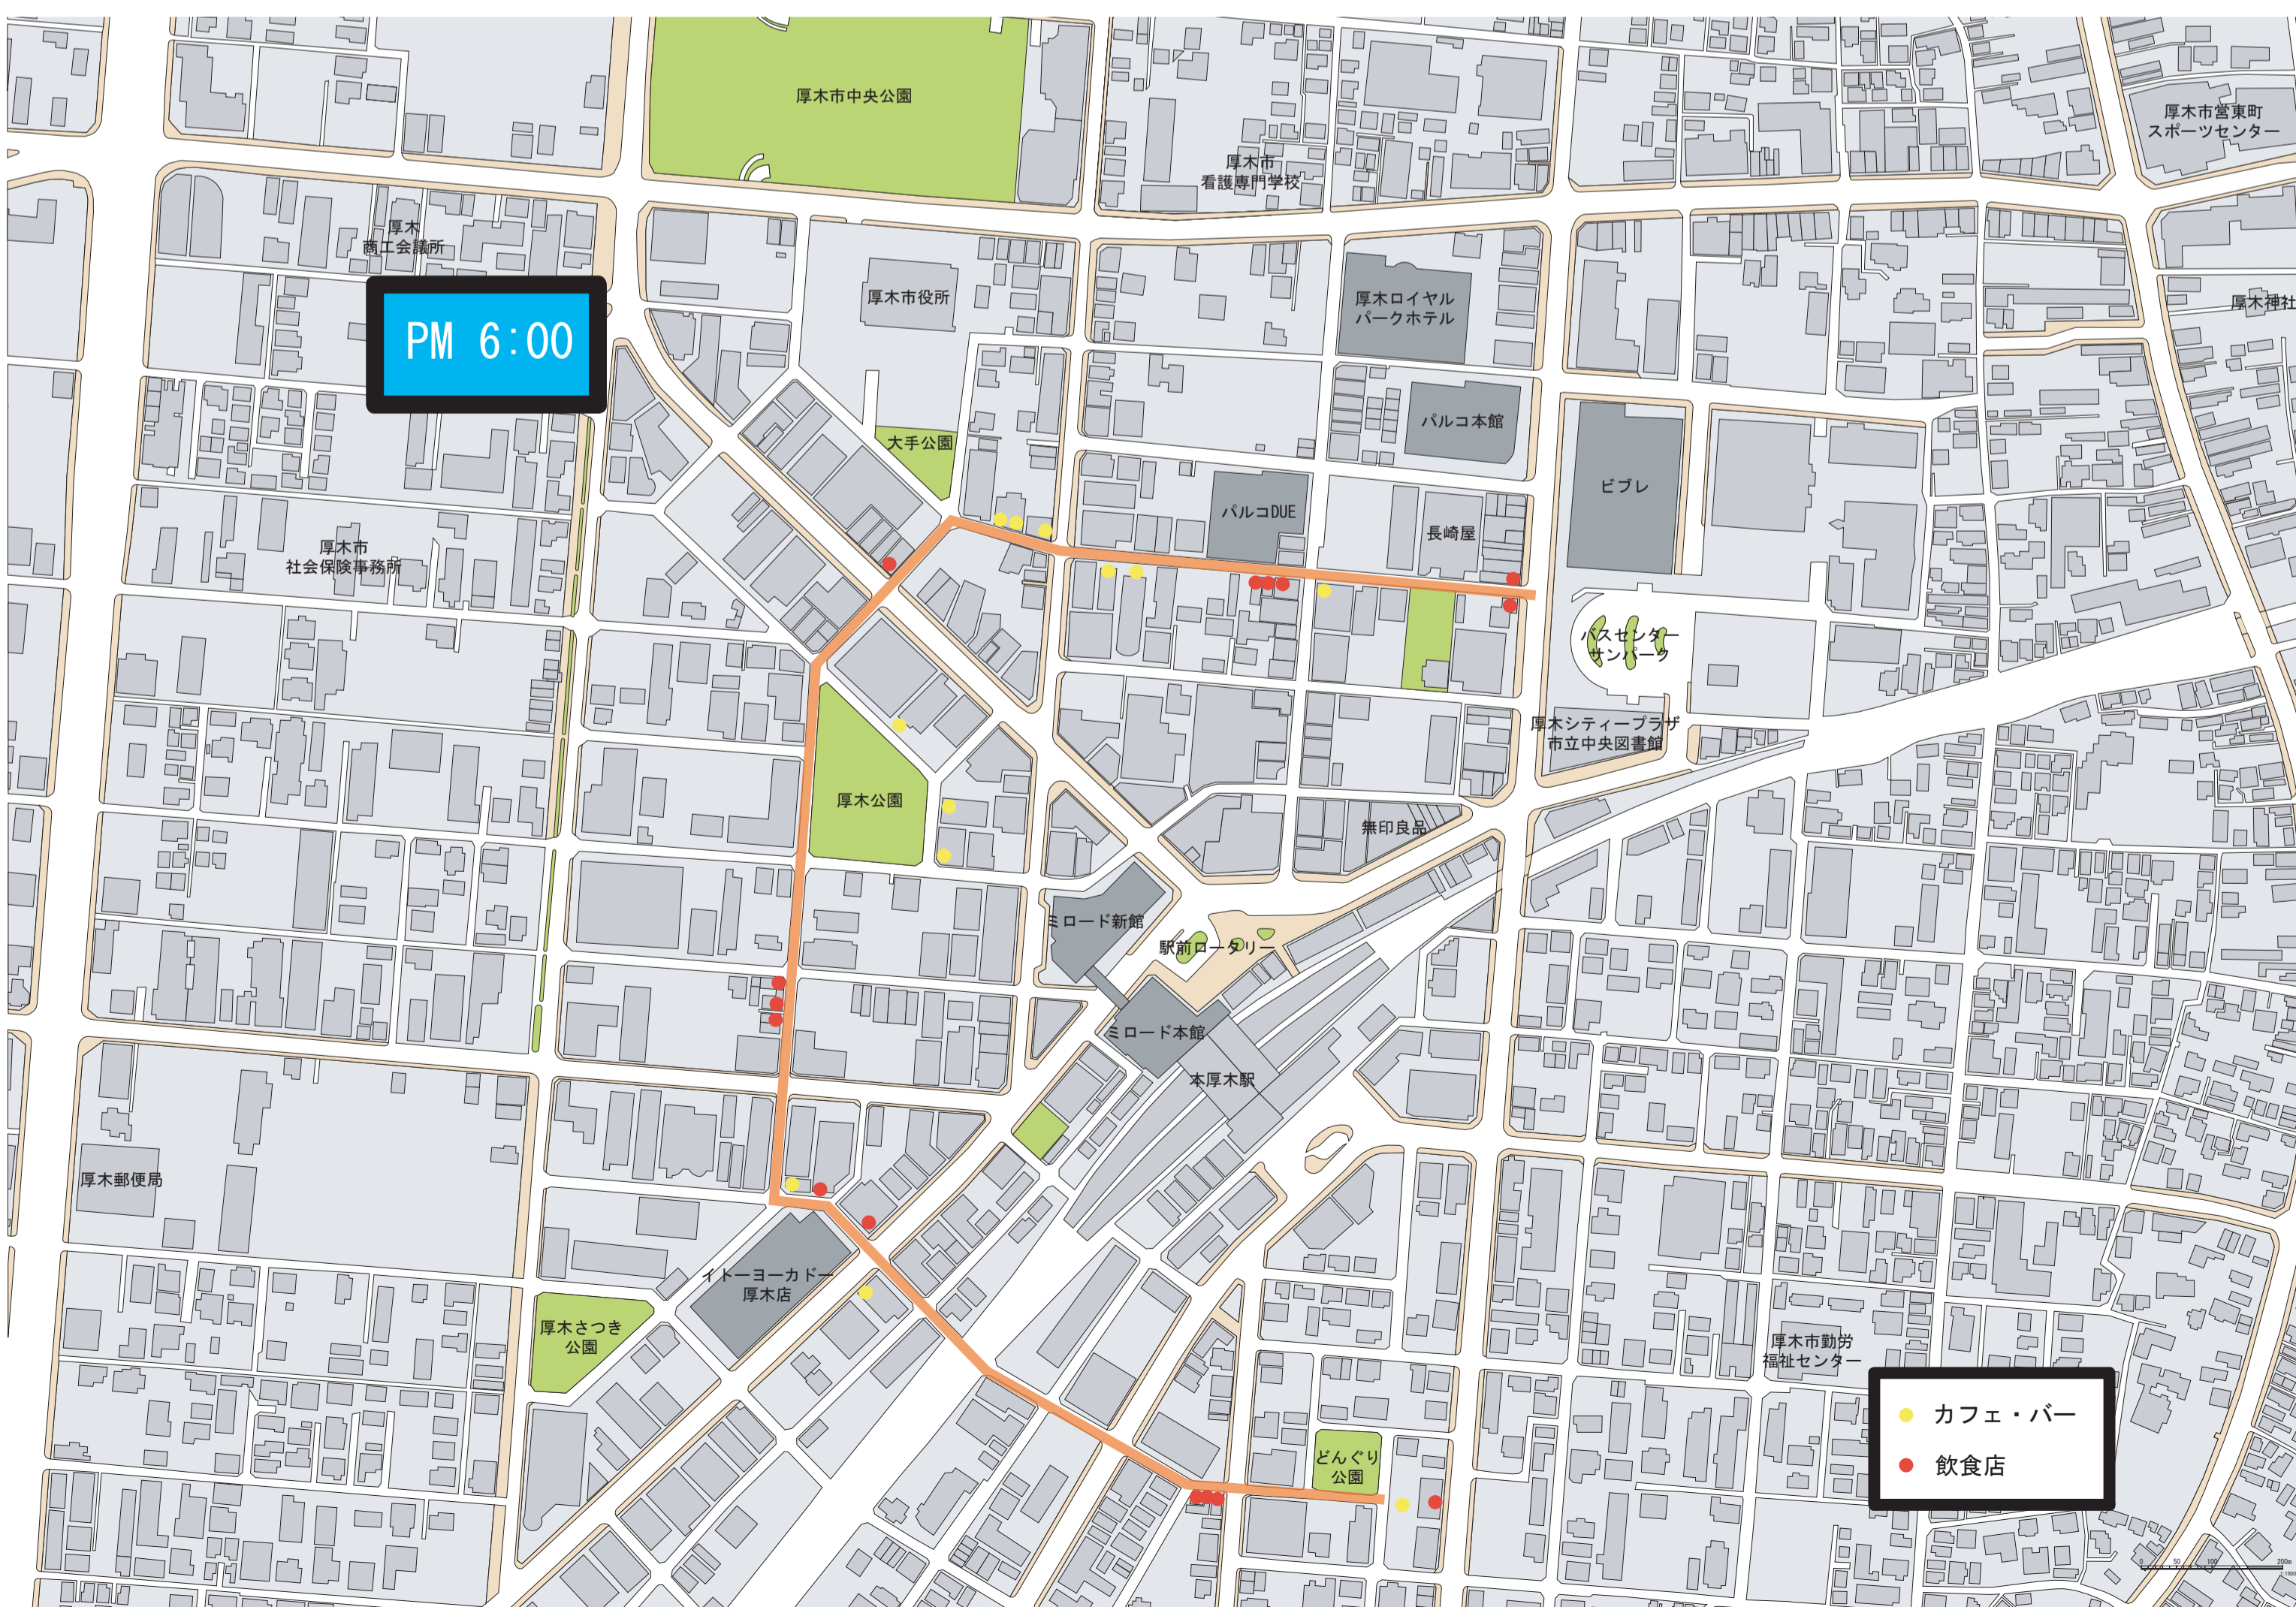 厚木市中央公園
厚木市営東町
スポーツセンター
厚木市
看護専門学校
厚木
商工会議所
厚木市役所
厚木ロイヤル
パークホテル
厚木神社
PM 6:00
パルコ本館
大手公園
ビブレ
パルコDUE
長崎屋
厚木市
社会保険事務所
バスセンター
サンパーク
厚木シティープラザ
市立中央図書館
厚木公園
無印良品
ミロード新館
駅前ロータリー
ミロード本館
本厚木駅
厚木郵便局
イトーヨーカドー
厚木店
厚木さつき
公園
厚木市勤労
福祉センター
どんぐり
公園
カフェ・バー
飲食店
0 50 100 200m